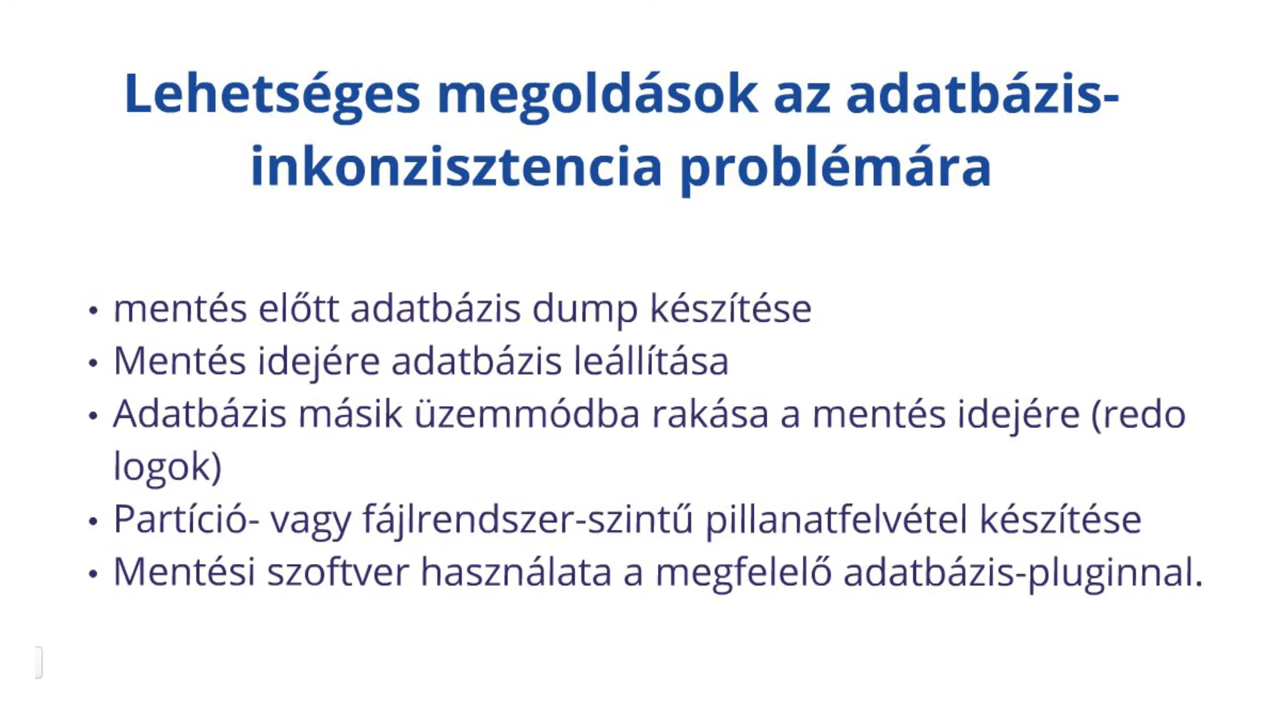 Lehetséges megoldások az adatbázis-
inkonzisztencia problémára
• mentés előtt adatbázis dump készítése
• Mentés idejére adatbázis leállítása
• Adatbázis másik üzemmódba rakása a mentés idejére (redo
logok)
• Partíció- vagy fájlrendszer-szintű pillanatfelvétel készítése
• Mentési szoftver használata a megfelelő adatbázis-pluginnal.